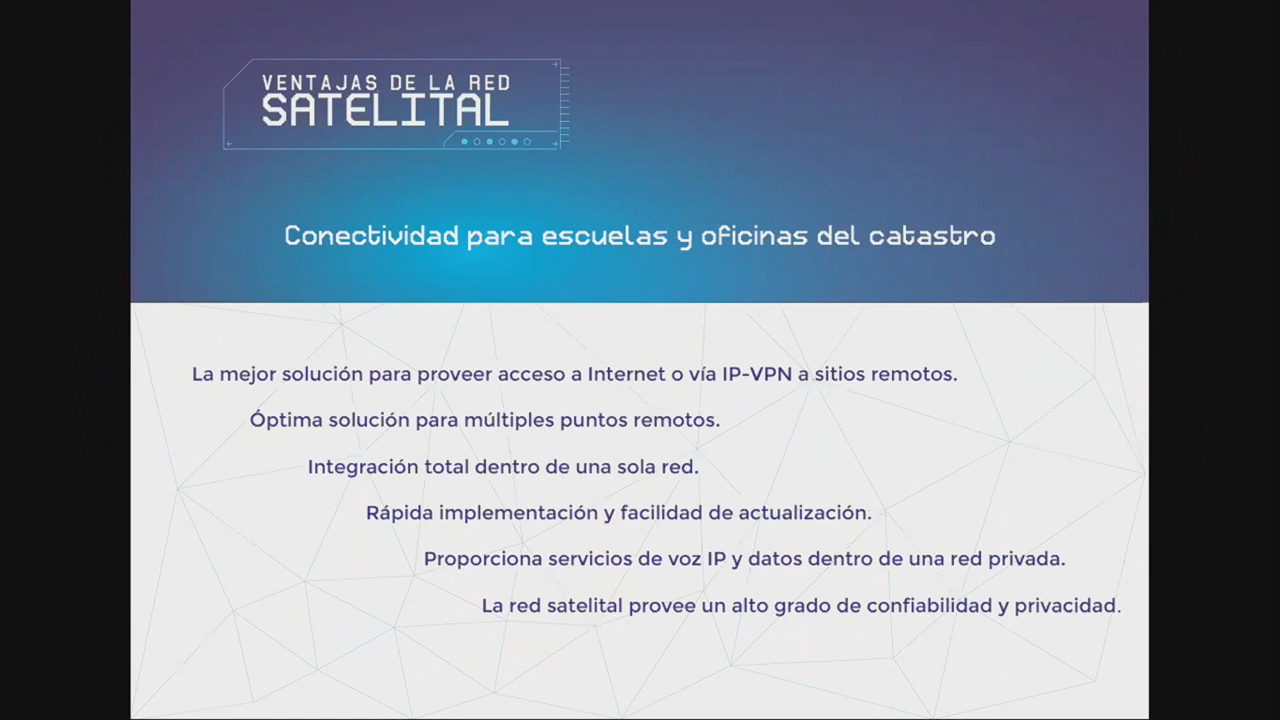 VENTAJAS DE LA RED
SATELITAL
Conectividad para escuelas y oficinas del catastro
La mejor solución para proveer acceso a Internet o vía IP-VPN a sitios remotos.
Óptima solución para múltiples puntos remotos.
Integración total dentro de una sola red.
Rápida implementación y facilidad de actualización.
Proporciona servicios de voz IP y datos dentro de una red privada.
La red satelital provee un alto grado de confiabilidad y privacidad.